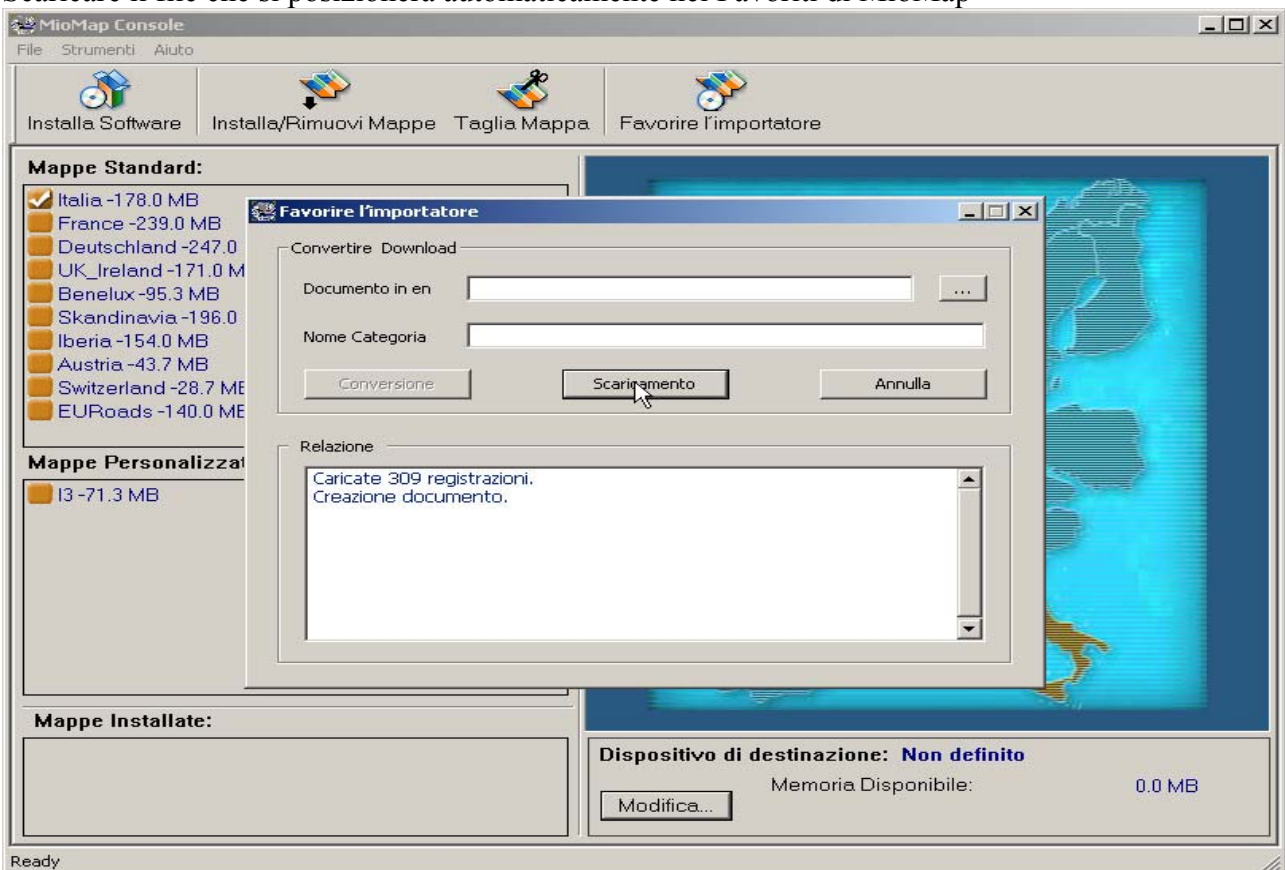 Scaricare il file che si posizionerà automaticamente nei Favoriti di MioMap
MioMap Console
File Strumenti Aiuto
Installa Software Installa/Rimuovi Mappe Taglia Mappa Favorire l'importatore
Mappe Standard:
Italia -178.0 MB
France -239.0 MB
Deutschland -247.0
UK_Ireland -171.0 M
Benelux -95.3 MB
Skandinavia -196.0
Iberia -154.0 MB
Austria -43.7 MB
Switzerland -28.7 ME
EURoads -140.0 ME
Mappe Personalizzat
I3 -71.3 MB
Mappe Installate:
Favorire l'importatore
Convertire Download
Documento in en
...
Nome Categoria
Conversione Scaricamento Annulla
Relazione
Caricate 309 registrazioni.
Creazione documento.
Dispositivo di destinazione: Non definito
Memoria Disponibile: 0.0 MB
Modifica...
Ready